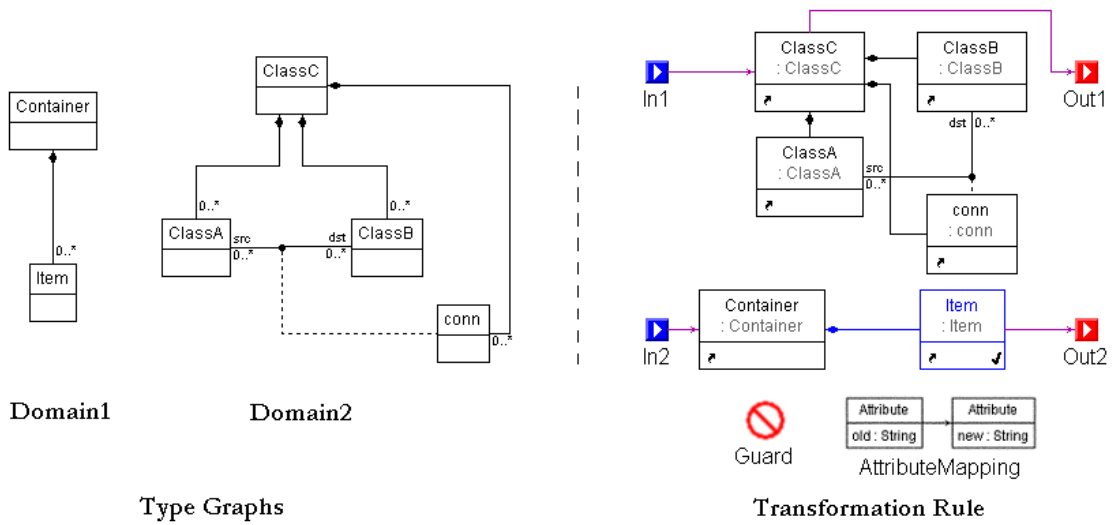 Container
0..*
Item
Domain1
ClassC
0..*
0..*
ClassA
src
0..*
dst
0..*
ClassB
conn
0..*
Domain2
Type Graphs
In1
ClassC
: ClassC
ClassB
: ClassB
Out1
dst 0..*
ClassA
: ClassA
src
0..*
conn
: conn
In2
Container
: Container
Item
: Item
Out2
Guard
Attribute
old : String
Attribute
new : String
AttributeMapping
Transformation Rule